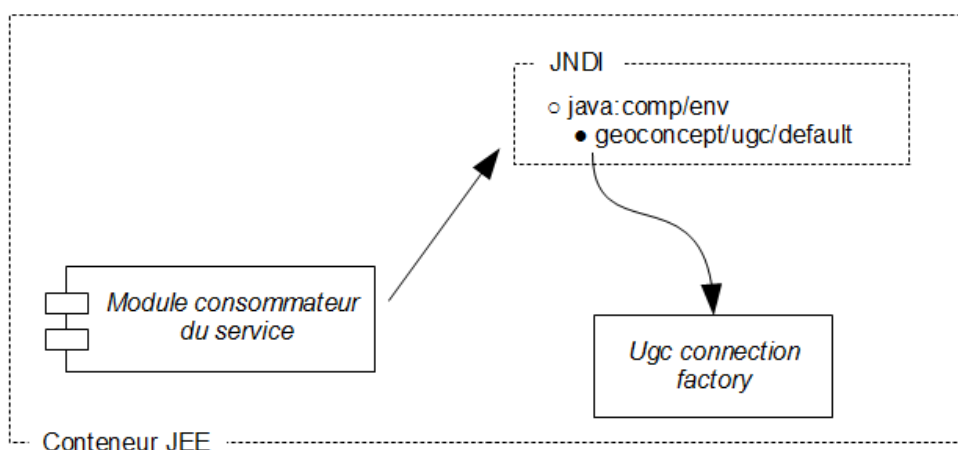 JNDI
○ java:comp/env
● geoconcept/ugc/default
Module consommateur
du service
Ugc connection
factory
Conteneur JEE